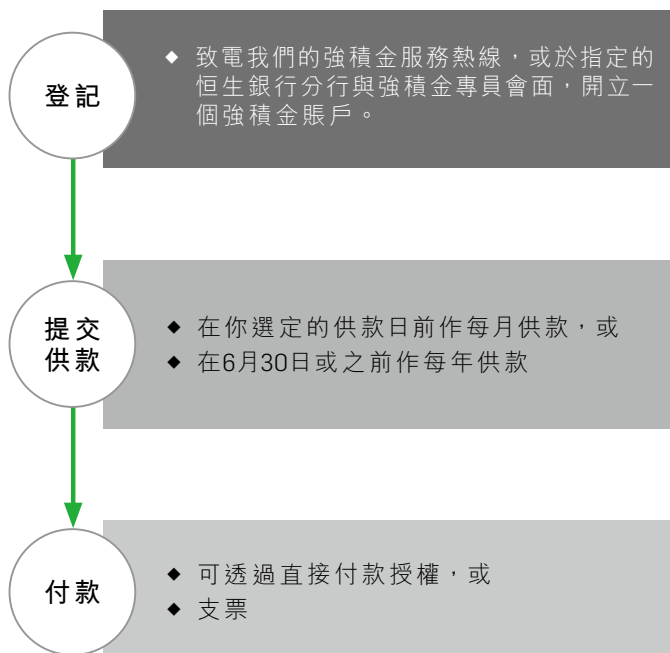 登記
◆ 致電我們的強積金服務熱線，或於指定的
恒生銀行分行與強積金專員會面，開立一
個強積金賬戶。
提交
供款
◆ 在你選定的供款日前作每月供款，或
◆ 在6月30日或之前作每年供款
付款
◆ 可透過直接付款授權，或
◆ 支票